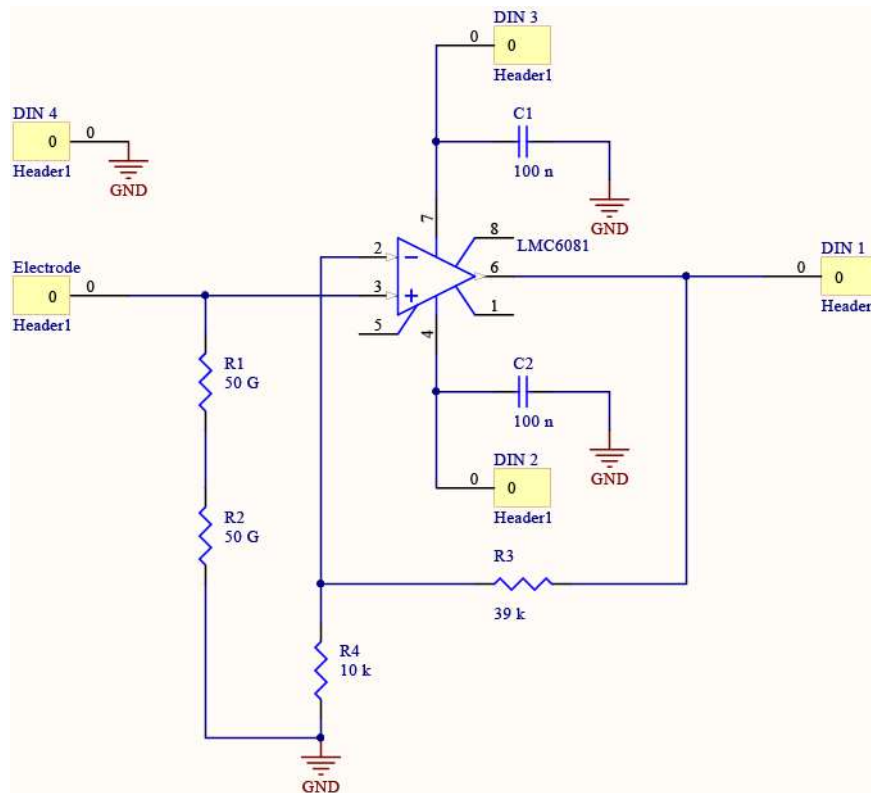 DIN 3
0
0
Header1
DIN 4
0
0
Header1
GND
C1
100 n
GND
7
8
LMC6081
2
6
DIN 1
0
0
Header
Electrode
0
0
Header1
3
1
5
4
R1
50 G
C2
100 n
GND
DIN 2
0
0
Header1
R2
50 G
R3
39 k
R4
10 k
GND